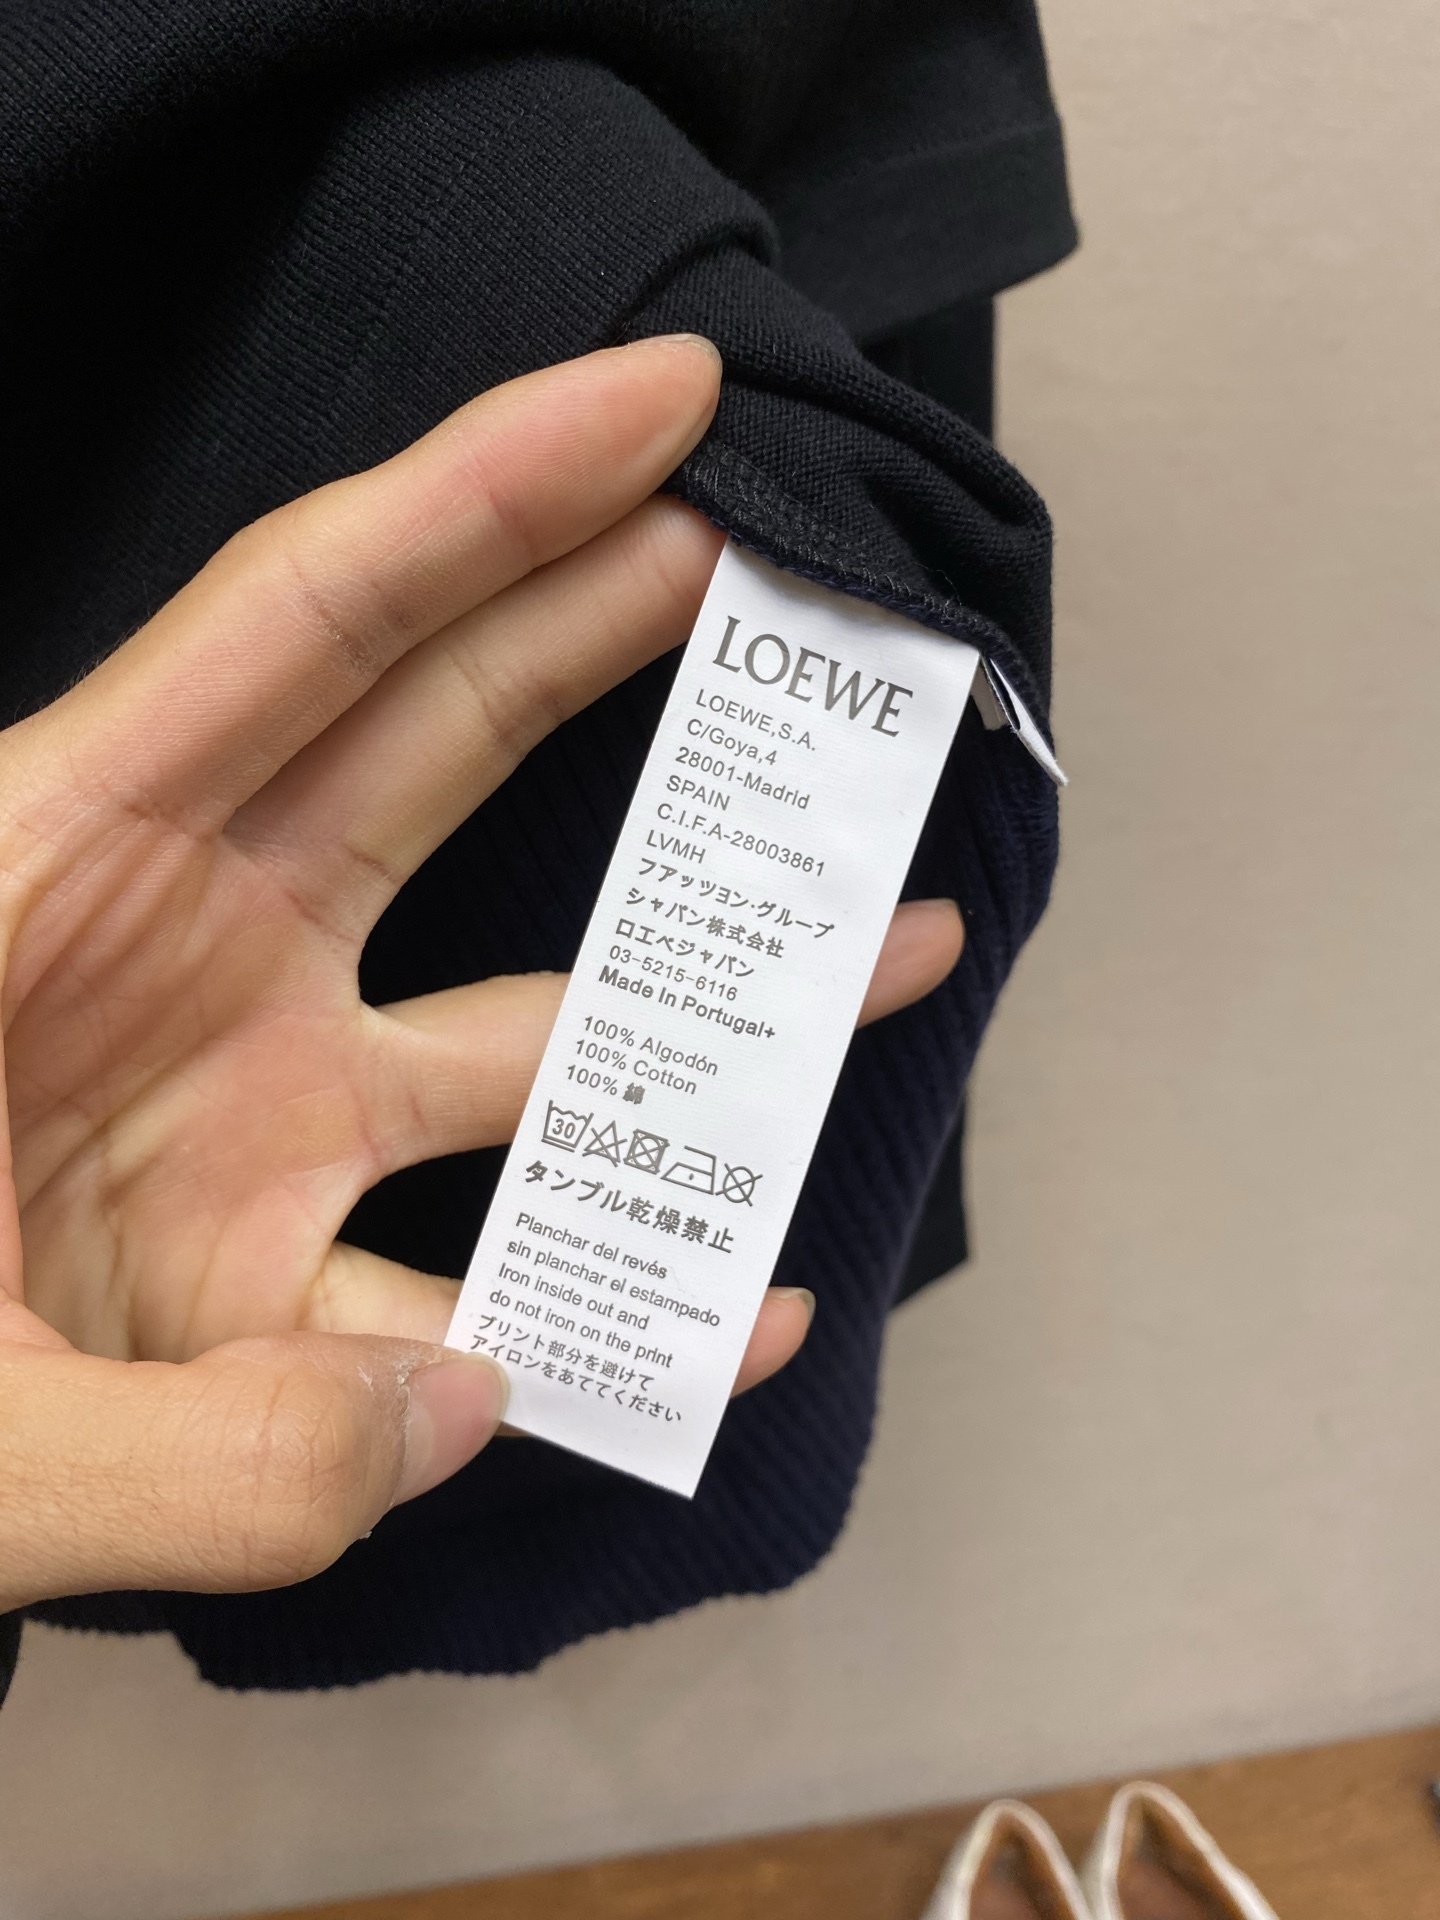 LOEWE
LOEWE,S.A.
C/Goya,4
28001-Madrid
SPAIN
C.I.F.A-28003861
LVMH
フアッツヨン·グループ
シャパン株式会社
ロエベジャパン
03-5215-6116
Made in Portugal+
100% Algodón
100% Cotton
100% 綿
30
タンブル乾燥禁止
Planchar del revés
sin planchar el estampado
Iron inside out and
do not iron on the print
プリント部分を避けて
アイロンをあててください